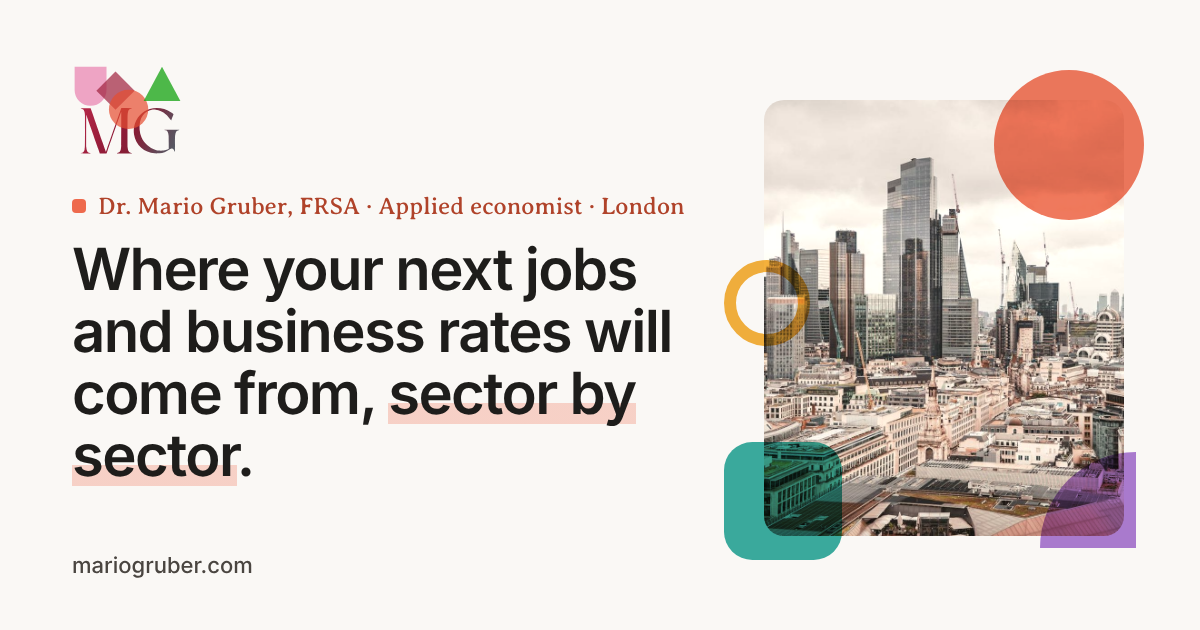 MG
Dr. Mario Gruber, FRSA · Applied economist · London
Where your next jobs
and business rates will
come from, sector by
sector.
mariogruber.com